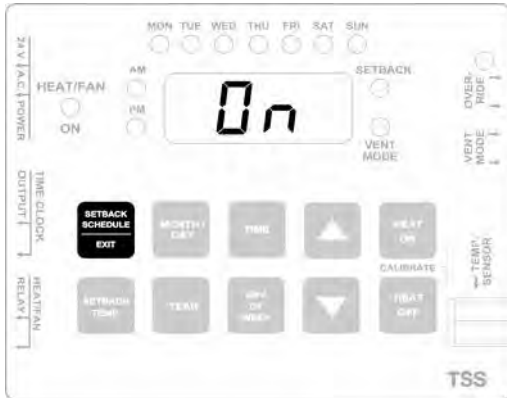 MON TUE WED THU FRI SAT SUN
24 V
A.C.
POWER
HEAT/FAN
ON
AM
PM
On
SETBACK
VENT
MODE
OVER-
RIDE
VENT
MODE
TIME CLOCK
OUTPUT
SETBACK
SCHEDULE
EXIT
MONTH /
DAY
TIME
HEAT
ON
CALIBRATE
TEMP.
SENSOR
HEAT/FAN
RELAY
SETBACK
TEMP
YEAR
DAY
OF
WEEK
HEAT
OFF
TSS